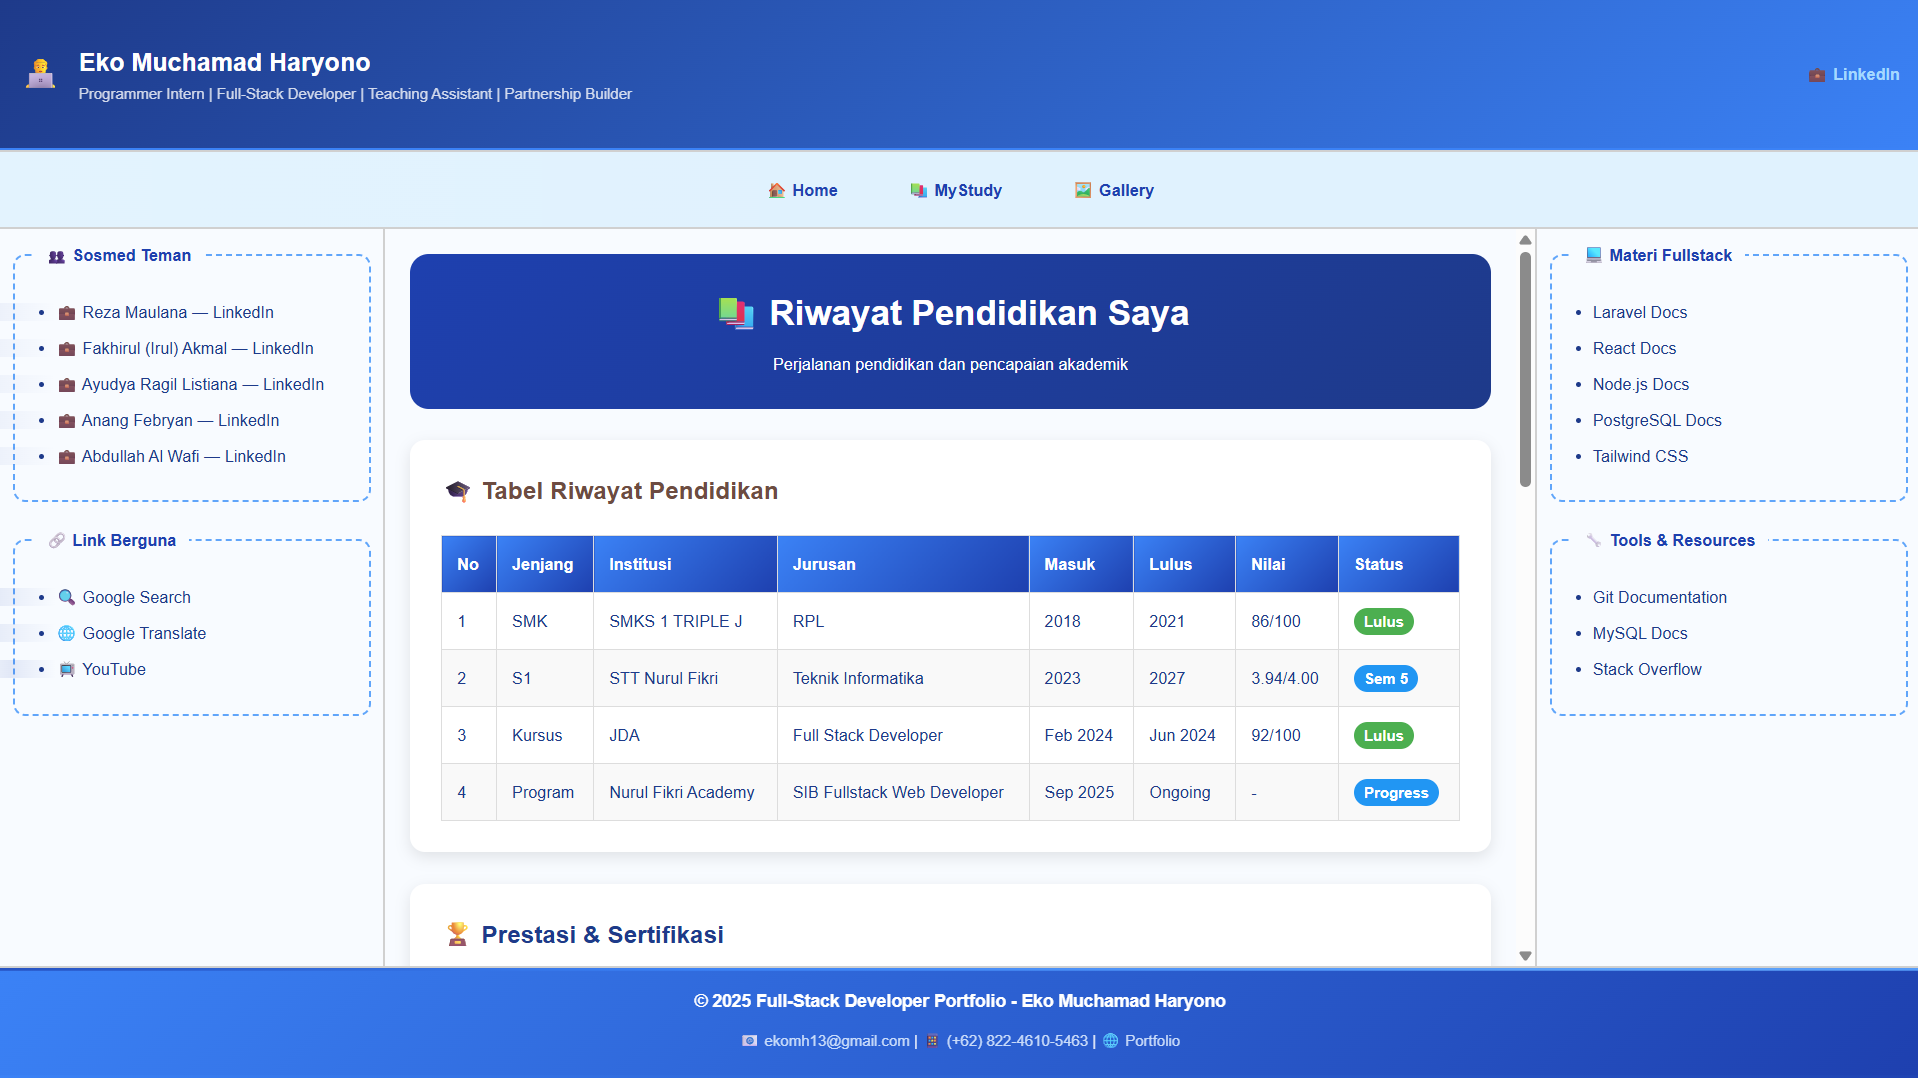 Eko Muchamad Haryono
Programmer Intern | Full-Stack Developer | Teaching Assistant | Partnership Builder
LinkedIn
Home
MyStudy
Gallery
Sosmed Teman
Reza Maulana — LinkedIn
Fakhirul (Irul) Akmal — LinkedIn
Ayudya Ragil Listiana — LinkedIn
Anang Febryan — LinkedIn
Abdullah Al Wafi — LinkedIn
Link Berguna
Google Search
Google Translate
YouTube
Riwayat Pendidikan Saya
Perjalanan pendidikan dan pencapaian akademik
Tabel Riwayat Pendidikan
No Jenjang Institusi Jurusan Masuk Lulus Nilai Status
1 SMK SMKS 1 TRIPLE J RPL 2018 2021 86/100 Lulus
2 S1 STT Nurul Fikri Teknik Informatika 2023 2027 3.94/4.00 Sem 5
3 Kursus JDA Full Stack Developer Feb 2024 Jun 2024 92/100 Lulus
4 Program Nurul Fikri Academy SIB Fullstack Web Developer Sep 2025 Ongoing - Progress
Prestasi & Sertifikasi
Materi Fullstack
Laravel Docs
React Docs
Node.js Docs
PostgreSQL Docs
Tailwind CSS
Tools & Resources
Git Documentation
MySQL Docs
Stack Overflow
© 2025 Full-Stack Developer Portfolio - Eko Muchamad Haryono
ekomh13@gmail.com | (+62) 822-4610-5463 | Portfolio